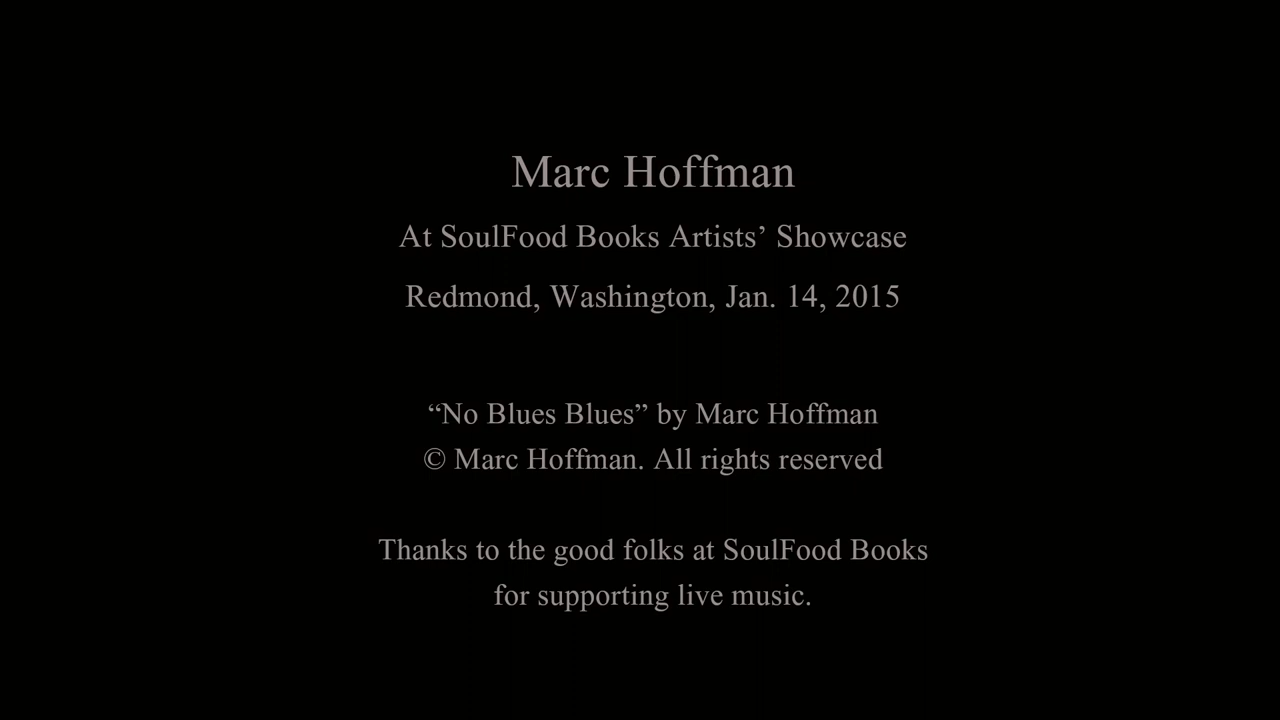 Marc Hoffman
At SoulFood Books Artists’ Showcase
Redmond, Washington, Jan. 14, 2015
“No Blues Blues” by Marc Hoffman
© Marc Hoffman. All rights reserved
Thanks to the good folks at SoulFood Books
for supporting live music.